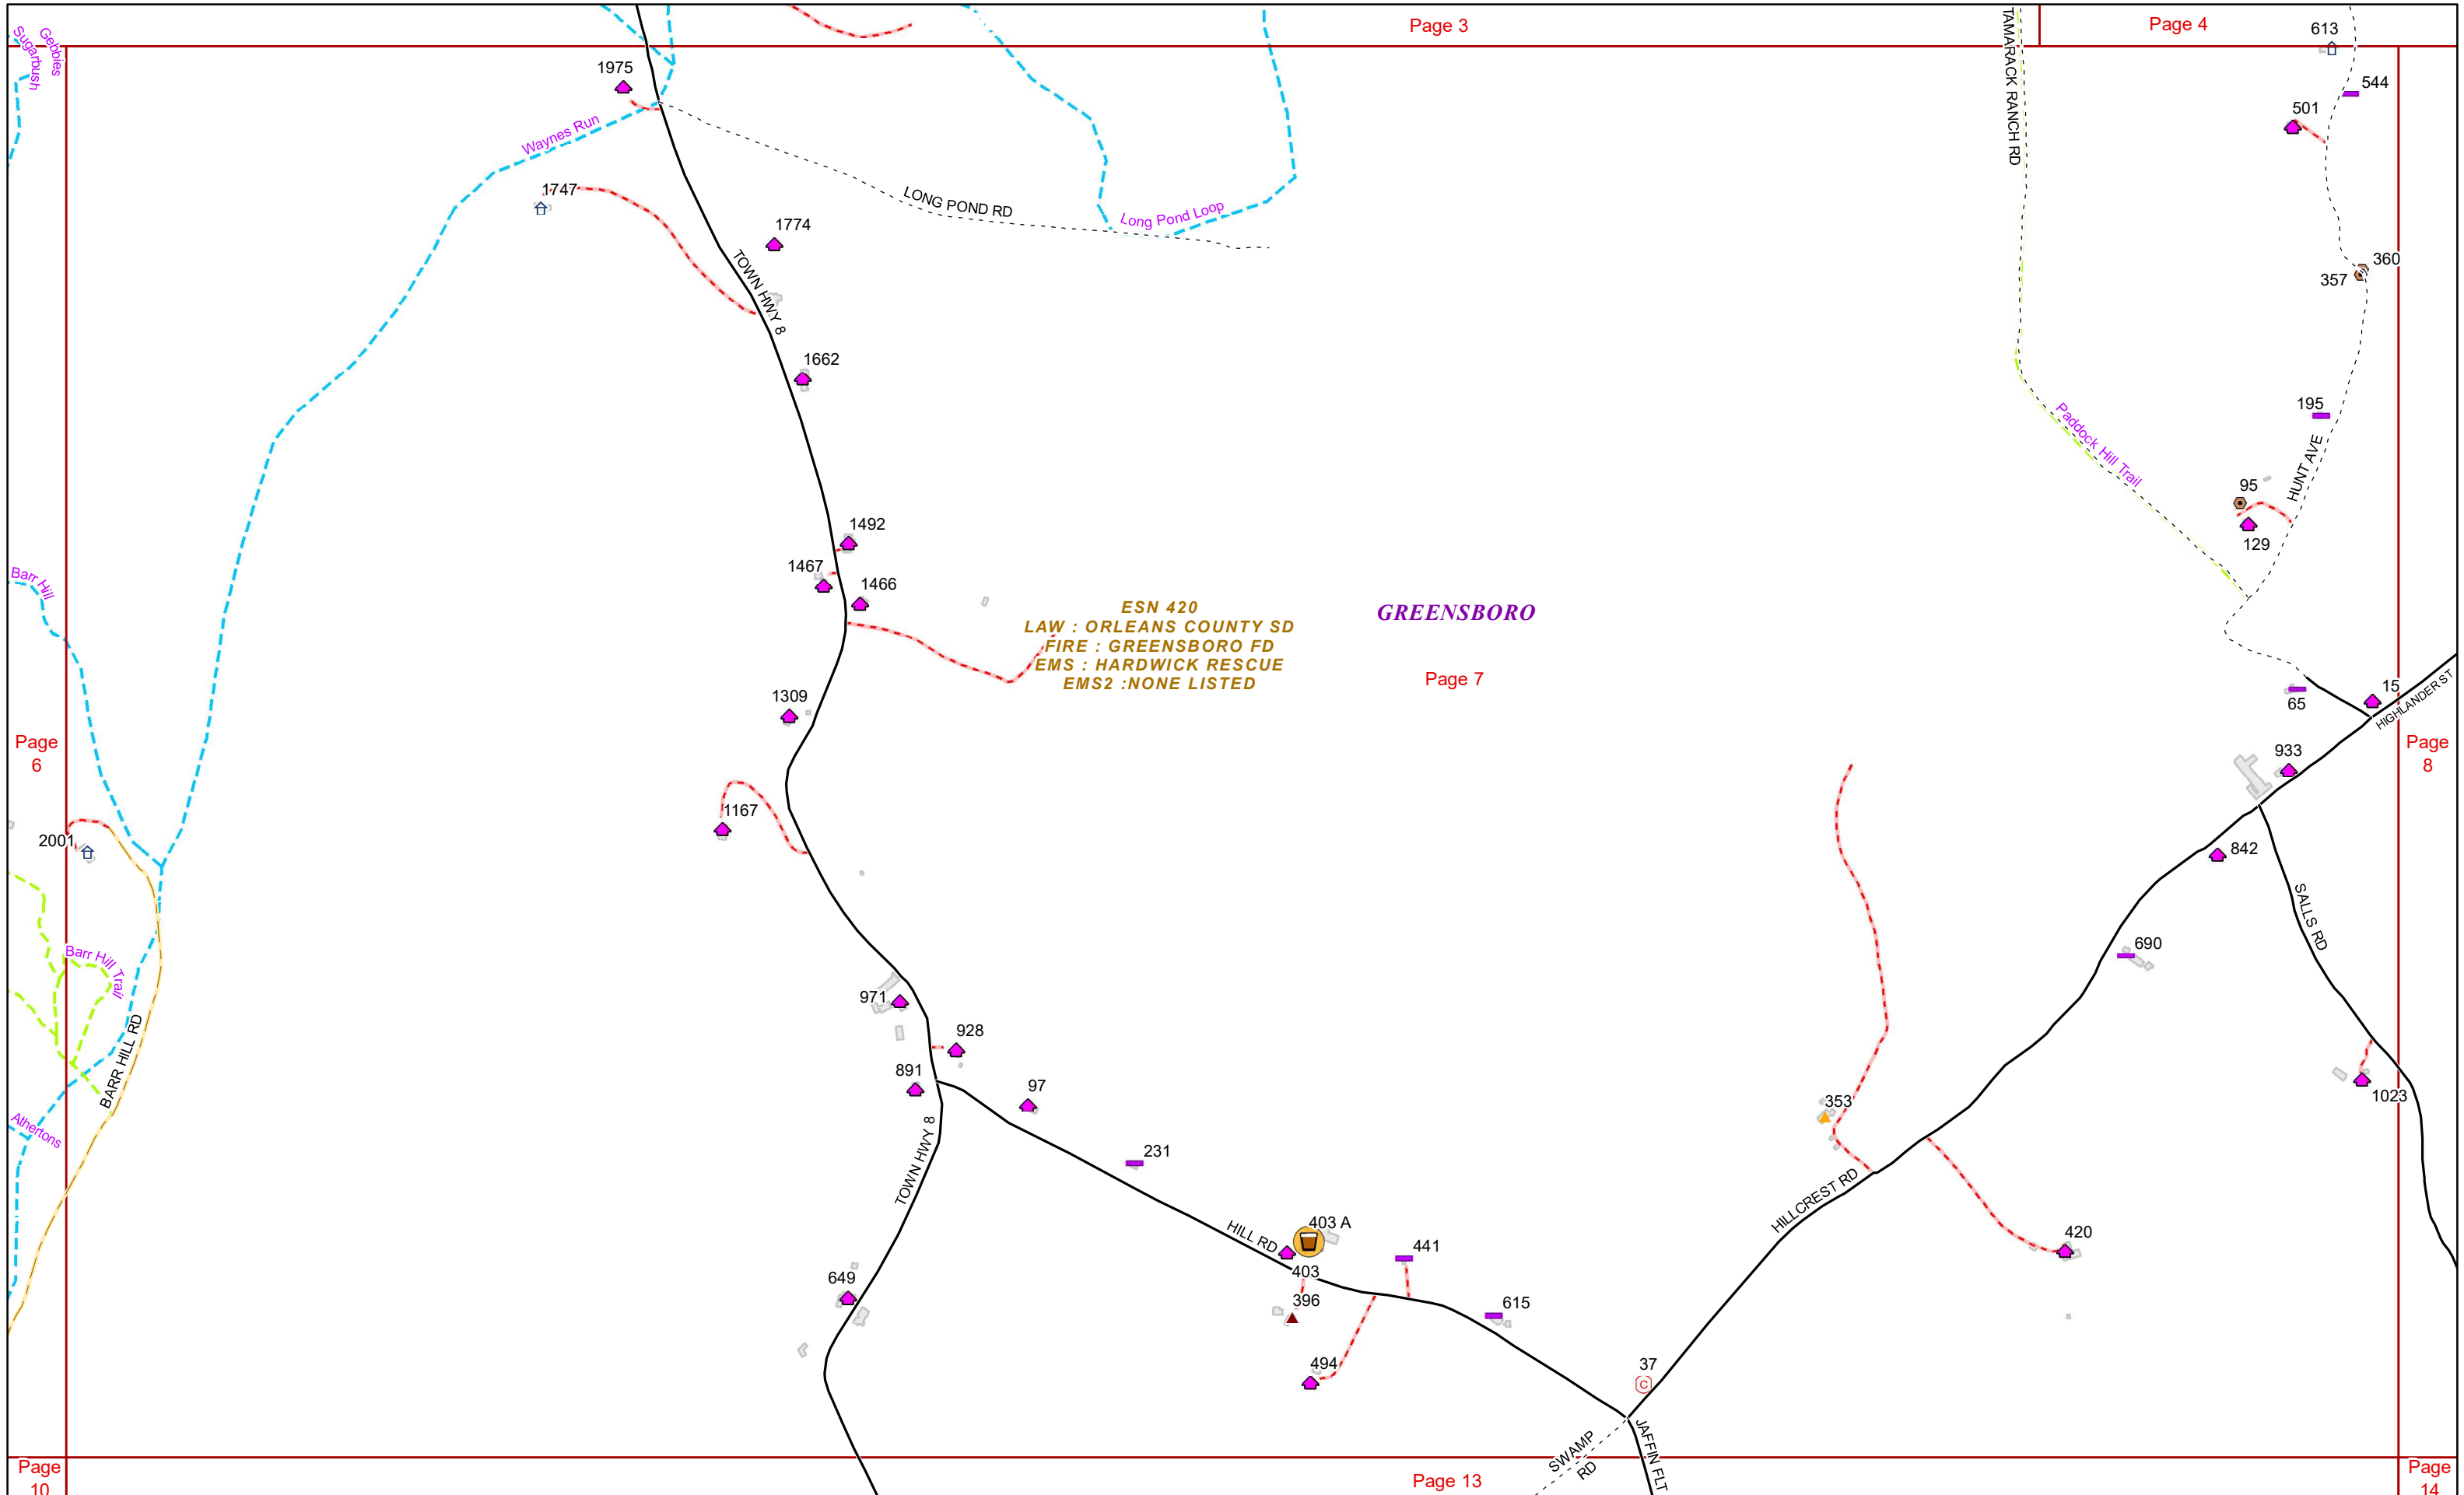 Page 3
Page 4
613
TAMARACK RANCH RD
Gebbies
Sugarbush
1975
544
501
Waynes Run
1747
LONG POND RD
Long Pond Loop
1774
TOWN HWY 8
360
357
1662
195
Paddock Hill Trail
HUNT AVE
95
129
1492
1467
1466
Barr Hill
ESN 420
LAW : ORLEANS COUNTY SD
FIRE : GREENSBORO FD
EMS : HARDWICK RESCUE
EMS2 :NONE LISTED
GREENSBORO
Page 7
1309
15
65
HIGHLANDER ST
Page
6
933
Page
8
1167
2001
842
SALLS RD
690
Barr Hill Trail
971
928
BARR HILL RD
891
97
353
1023
Athertons
TOWN HWY 8
231
HILLCREST RD
HILL RD
403 A
441
420
403
649
396
615
494
37
C
SWAMP
RD
JAFFIN FLT
Page
10
Page 13
Page
14